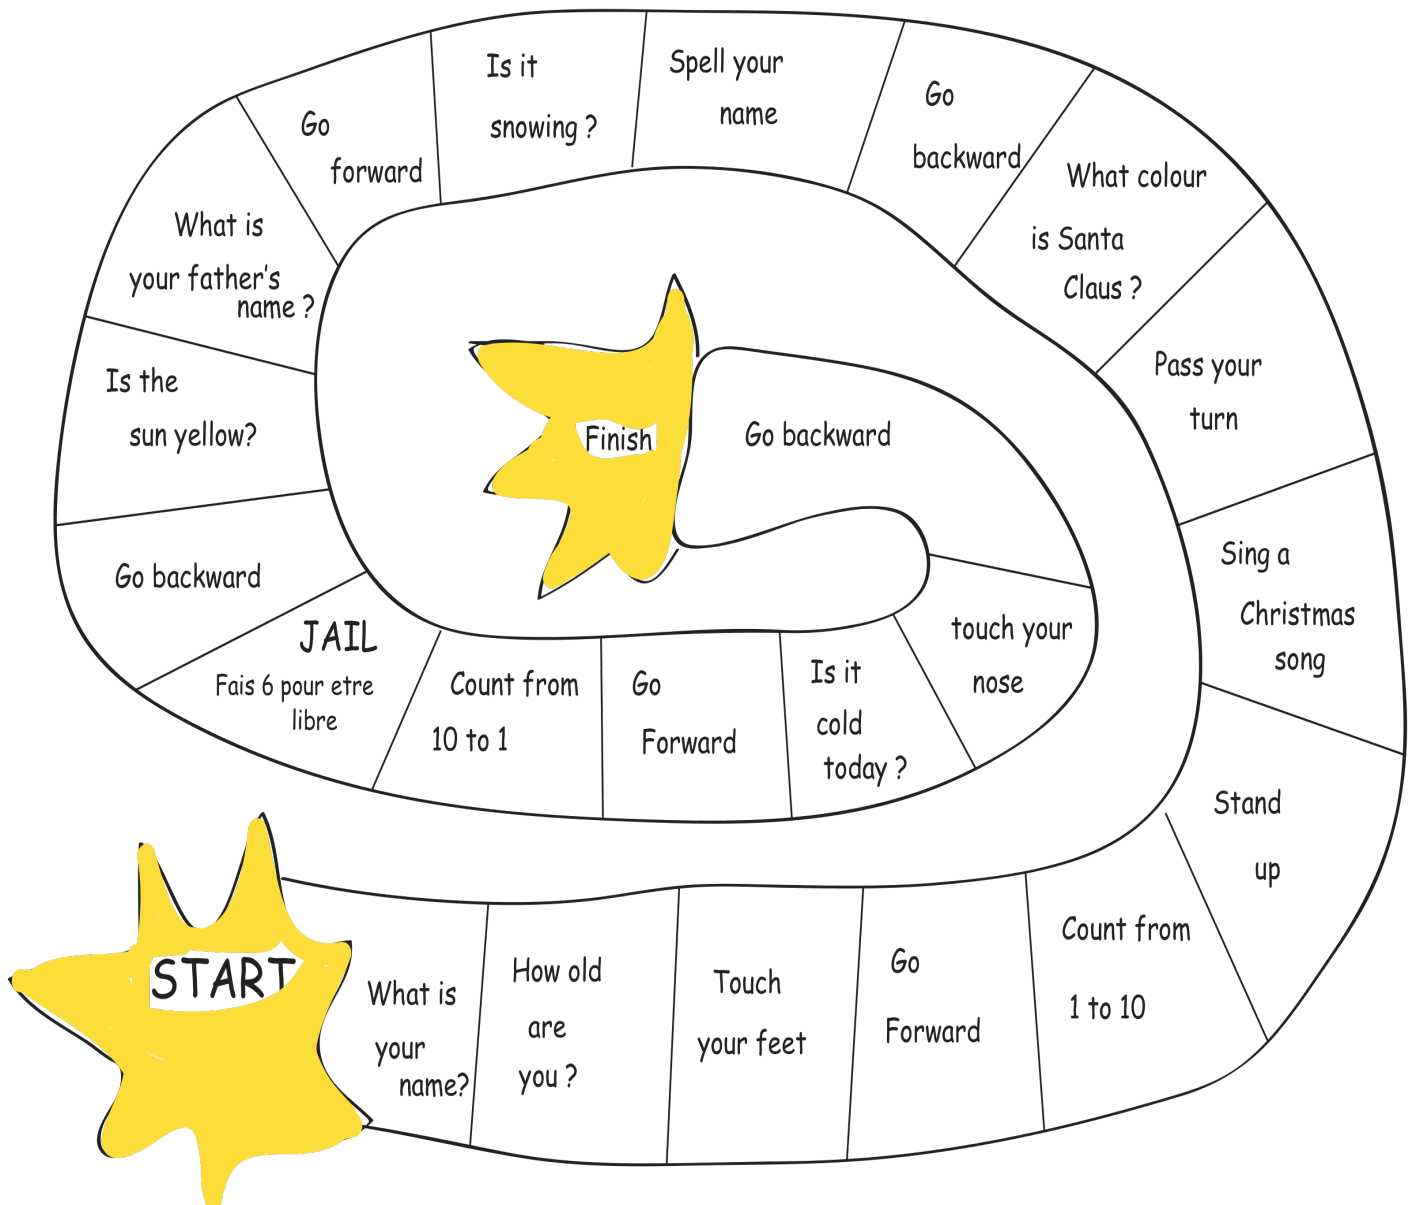 START
What is
your
name?
How old
are
you ?
Touch
your feet
Go
Forward
Count from
1 to 10
Stand
up
Sing a
Christmas
song
Pass your
turn
What colour
is Santa
Claus ?
Go
backward
Spell your
name
Is it
snowing ?
Go
forward
What is
your father's
name ?
Is the
sun yellow?
Go backward
JAIL
Fais 6 pour etre
libre
Count from
10 to 1
Go
Forward
Is it
cold
today ?
touch your
nose
Go backward
Finish